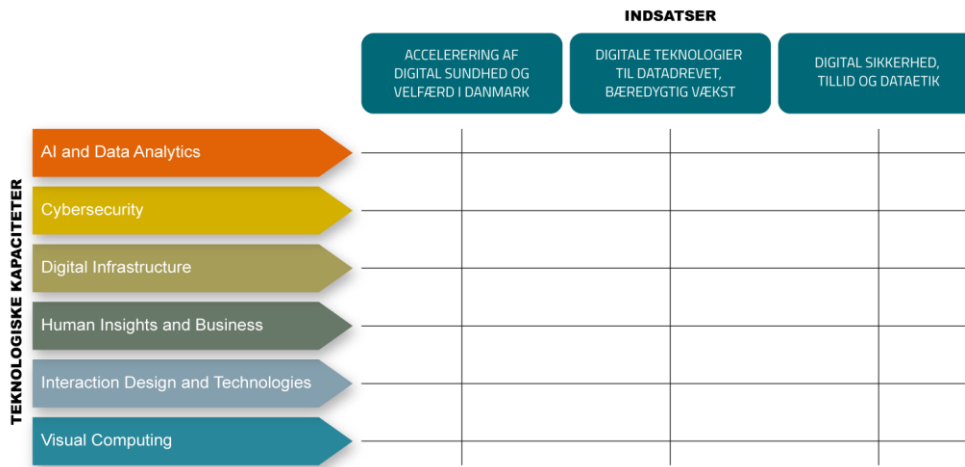 INDSATSER
ACCELERERING AF
DIGITAL SUNDHED OG
VELFÆRD I DANMARK
DIGITALE TEKNOLOGIER
TIL DATADREVET,
BÆREDYGTIG VÆKST
DIGITAL SIKKERHED,
TILLID OG DATAETIK
TEKNOLOGISKE KAPACITETER
AI and Data Analytics
Cybersecurity
Digital Infrastructure
Human Insights and Business
Interaction Design and Technologies
Visual Computing